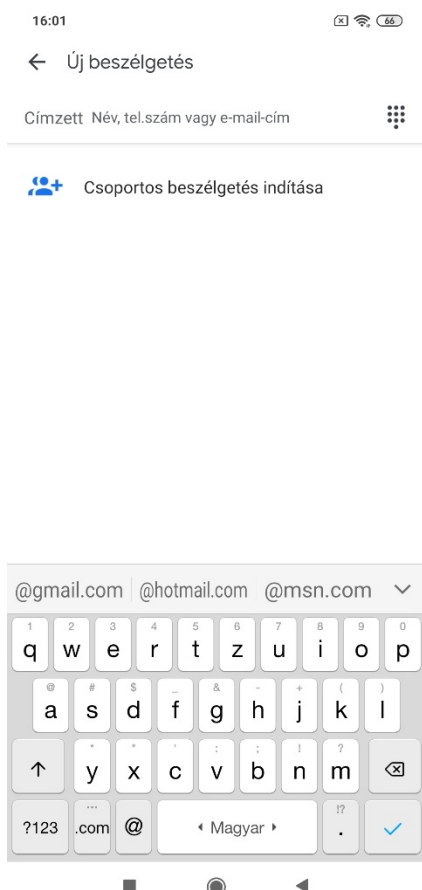 16:01 66
Új beszélgetés
Címzett Név, tel.szám vagy e-mail-cím
Csoportos beszélgetés indítása
@gmail.com @hotmail.com @msn.com
1 2 3 4 5 6 7 8 9 0
q w e r t z u i o p
@ # $ _ & - + ( )
a s d f g h j k l
" * ' : ; ! ?
y x c v b n m
... !?
?123 .com @ Magyar .